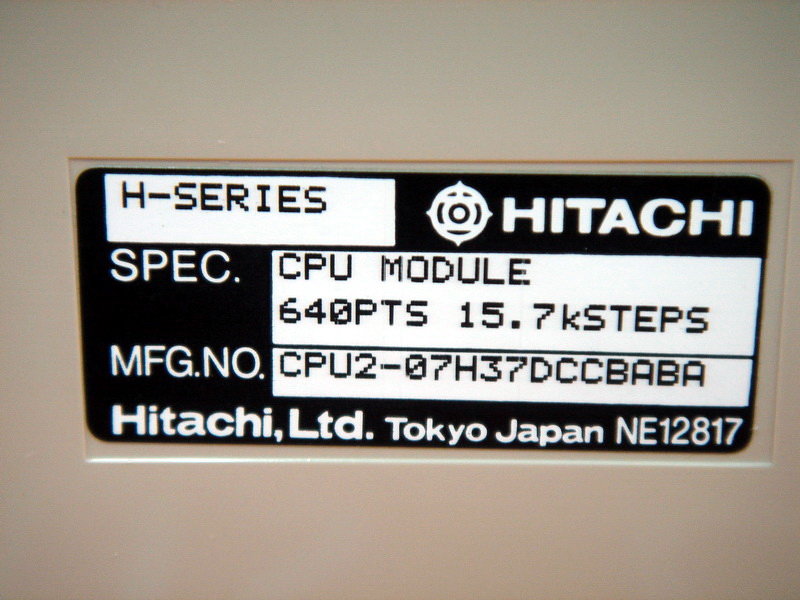 H-SERIES HITACHI
SPEC. CPU MODULE
640PTS 15.7kSTEPS
MFG.NO. CPU2-07H37DCCBABA
Hitachi, Ltd. Tokyo Japan NE12817